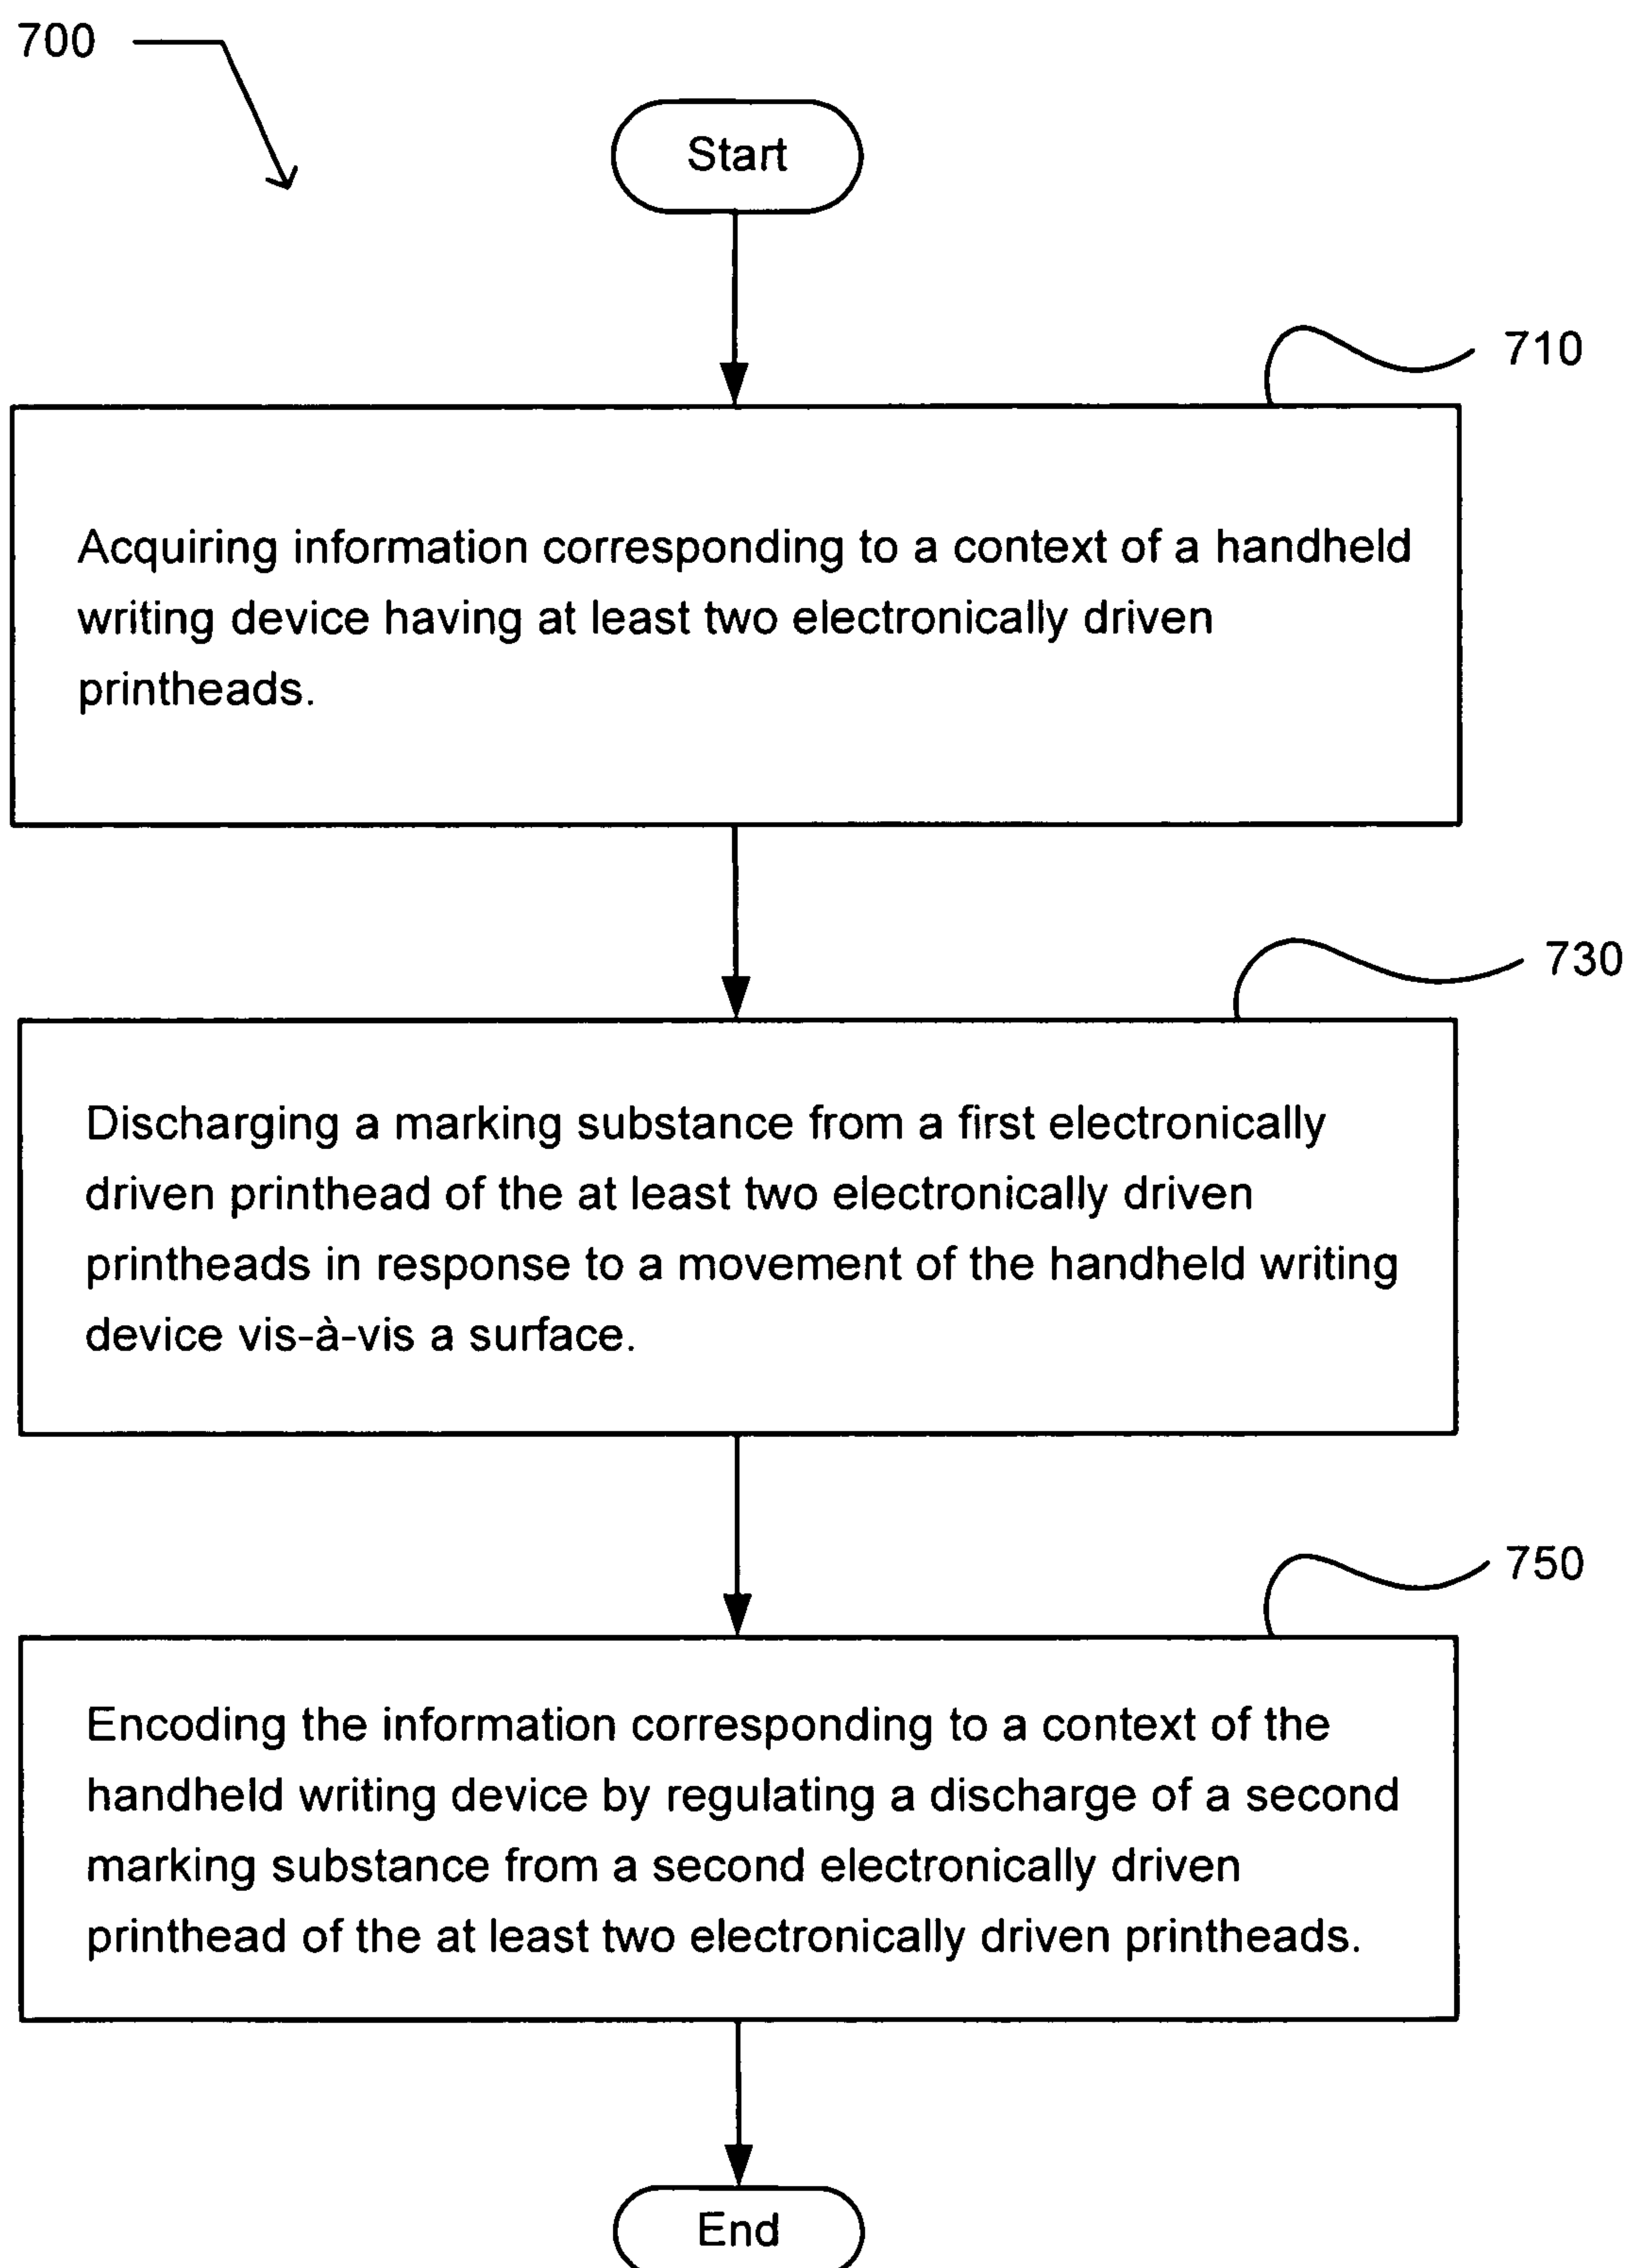 700
Start
710
Acquiring information corresponding to a context of a handheld
writing device having at least two electronically driven
printheads.
730
Discharging a marking substance from a first electronically
driven printhead of the at least two electronically driven
printheads in response to a movement of the handheld writing
device vis-à-vis a surface.
750
Encoding the information corresponding to a context of the
handheld writing device by regulating a discharge of a second
marking substance from a second electronically driven
printhead of the at least two electronically driven printheads.
End